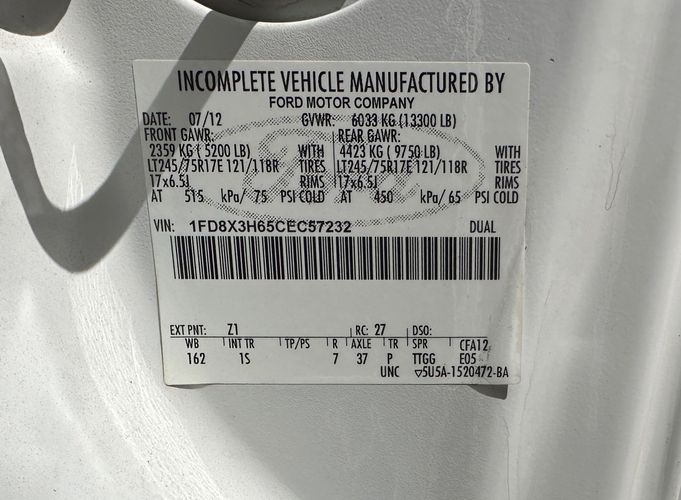 INCOMPLETE VEHICLE MANUFACTURED BY
FORD MOTOR COMPANY
DATE: 07/12 GVWR: 6033 KG (13300 LB)
FRONT GAWR: REAR GAWR:
2359 KG ( 5200 LB) WITH 4423 KG ( 9750 LB) WITH
LT245/75R17E 121/118R TIRES LT245/75R17E 121/118R TIRES
17x6.5J RIMS 17x6.5J RIMS
AT 515 kPa/ 75 PSI COLD AT 450 kPa/ 65 PSI COLD
VIN: 1FD8X3H65CEC57232 DUAL
EXT PNT: Z1 RC: 27 DSO:
WB INT TR TP/PS R AXLE TR SPR CFA12
162 1S 7 37 P TTGG E05
UNC ▽5U5A-1520472-BA